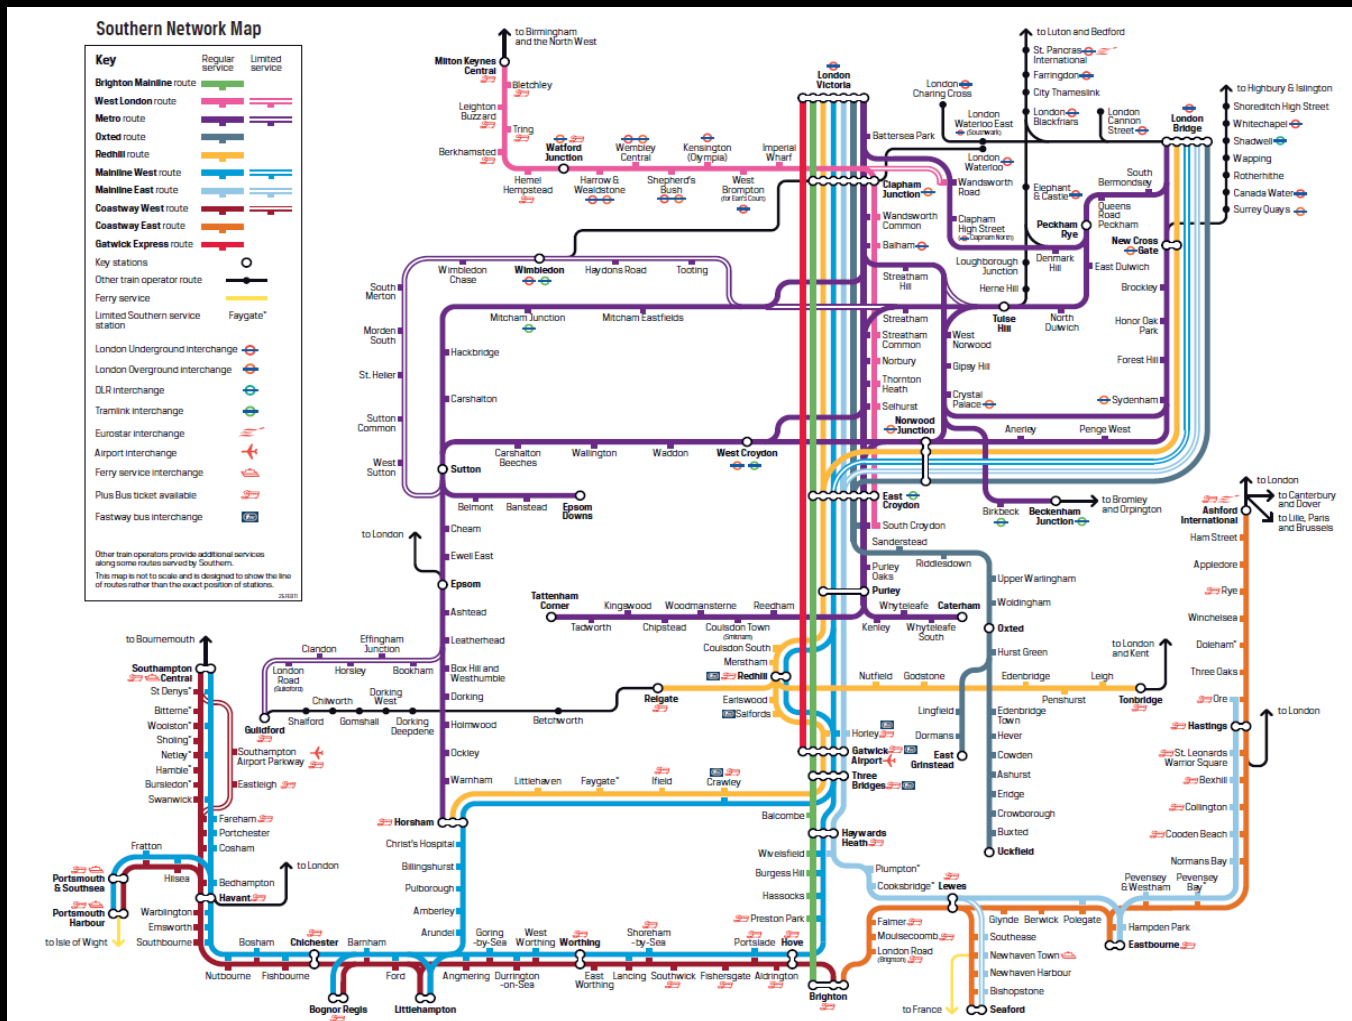 Southern Network Map
Key
Regular
service
Limited
service
Brighton Mainline route
West London route
Metro route
Oxted route
Redhill route
Mainline West route
Mainline East route
Coastway West route
Coastway East route
Gatwick Express route
Key stations
Other train operator route
Ferry service
Limited Southern service
station
Faygate*
London Underground interchange
London Overground interchange
DLR interchange
Tramlink interchange
Eurostar interchange
Airport interchange
Ferry service interchange
Plus Bus ticket available
Fastway bus interchange
Other train operators provide additional services
along some routes served by Southern.
This map is not to scale and is designed to show the line
of routes rather than the exact position of stations.
to Birmingham
and the North West
Milton Keynes
Central
Bletchley
Leighton
Buzzard
Tring
Berkhamsted
Watford
Junction
Wembley
Central
Kensington
(Olympia)
Imperial
Wharf
Hemel
Hempstead
Harrow &
Wealdstone
Shepherd's
Bush
West
Brompton
(for Earl's Court)
London
Victoria
Battersea Park
Clapham
Junction
Wandsworth
Road
Clapham
High Street
(Clapham North)
Wandsworth
Common
Balham
London
Charing Cross
London
Waterloo East
(Southwark)
London
Waterloo
to Luton and Bedford
St. Pancras
International
Farringdon
City Thameslink
London
Blackfriars
London
Cannon
Street
London
Bridge
to Highbury & Islington
Shoreditch High Street
Whitechapel
Shadwell
Wapping
Rotherhithe
Canada Water
Surrey Quays
South
Bermondsey
Elephant
& Castle
Queens
Road
Peckham
Peckham
Rye
New Cross
Gate
Denmark
Hill
East Dulwich
Loughborough
Junction
Herne Hill
Brockley
Honor Oak
Park
Forest Hill
Sydenham
Streatham
Hill
Streatham
Tulse
Hill
North
Dulwich
Streatham
Common
West
Norwood
Norbury
Gipsy Hill
Thornton
Heath
Crystal
Palace
Selhurst
Norwood
Junction
Anerley
Penge West
Wimbledon
Chase
Wimbledon
Haydons Road
Tooting
South
Merton
Morden
South
St. Helier
Sutton
Common
West
Sutton
Mitcham Junction
Mitcham Eastfields
Hackbridge
Carshalton
Sutton
Carshalton
Beeches
Wallington
Waddon
West Croydon
Belmont
Banstead
Epsom
Downs
Cheam
to London
Ewell East
Epsom
Ashtead
Leatherhead
Box Hill and
Westhumble
Dorking
Holmwood
Ockley
Warnham
Horsham
East
Croydon
South Croydon
Birkbeck
Beckenham
Junction
to Bromley
and Orpington
Sanderstead
Riddlesdown
Purley
Oaks
Purley
Upper Warlingham
Woldingham
Oxted
Hurst Green
Tattenham
Corner
Kingswood
Woodmansterne
Reedham
Tadworth
Chipstead
Coulsdon Town
(Smitham)
Whyteleafe
Caterham
Kenley
Whyteleafe
South
Coulsdon South
Merstham
Redhill
Earlswood
Salfords
Horley
Nutfield
Godstone
Edenbridge
Leigh
Penshurst
Tonbridge
to London
and Kent
Reigate
Betchworth
Lingfield
Dormans
East
Grinstead
Edenbridge
Town
Hever
Cowden
Ashurst
Eridge
Crowborough
Buxted
Uckfield
to London
to Canterbury
and Dover
to Lille, Paris
and Brussels
Ashford
International
Ham Street
Appledore
Rye
Winchelsea
Doleham*
Three Oaks
Ore
Hastings
to London
St. Leonards
Warrior Square
Bexhill
Collington
Cooden Beach
Normans Bay
Pevensey
& Westham
Pevensey
Bay*
Hampden Park
Eastbourne
Gatwick
Airport
Three
Bridges
Balcombe
Haywards
Heath
Wivelsfield
Burgess Hill
Hassocks
Preston Park
Plumpton*
Cooksbridge*
Lewes
Glynde
Berwick
Polegate
Falmer
Moulsecoomb
London Road
(Brighton)
Southease
Newhaven Town
Newhaven Harbour
Bishopstone
to France
Seaford
Brighton
to Bournemouth
Southampton
Central
St Denys*
Bitterne*
Woolston*
Sholing*
Netley*
Hamble*
Bursledon*
Swanwick
Southampton
Airport Parkway
Eastleigh
Fareham
Portchester
Cosham
Clandon
Effingham
Junction
London
Road
(Guildford)
Horsley
Bookham
Guildford
Shalford
Chilworth
Gomshall
Dorking
West
Dorking
Deepdene
Littlehaven
Faygate*
Ifield
Crawley
Christ's Hospital
Billingshurst
Pulborough
Amberley
Arundel
Fratton
Hilsea
Portsmouth
& Southsea
Portsmouth
Harbour
to Isle of Wight
Bedhampton
to London
Havant
Warblington
Emsworth
Southbourne
Bosham
Nutbourne
Fishbourne
Chichester
Barnham
Ford
Bognor Regis
Littlehampton
Angmering
Goring
-by-Sea
Durrington
-on-Sea
West
Worthing
Worthing
East
Worthing
Lancing
Shoreham
-by-Sea
Southwick
Fishersgate
Portslade
Aldrington
Hove